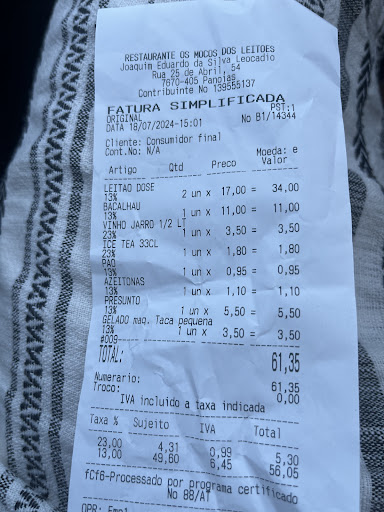 RESTAURANTE OS MOCOS DOS LEITOES
Joaquim Eduardo da Silva Leocadio
Rua 25 de Abril, 54
7670-405 Panoias
Contribuinte No 139555137
FATURA SIMPLIFICADA
ORIGINAL PST:1
DATA 18/07/2024-15:01 No B1/14344
Cliente: Consumidor final
Cont.No: N/A Moeda: e
Artigo Qtd Preco Valor
LEITAO DOSE
13% 2 un x 17,00 = 34,00
BACALHAU
13% 1 un x 11,00 = 11,00
VINHO JARRO 1/2 LT
23% 1 un x 3,50 = 3,50
ICE TEA 33CL
23% 1 un x 1,80 = 1,80
PAO
13% 1 un x 0,95 = 0,95
AZEITONAS
13% 1 un x 1,10 = 1,10
PRESUNTO
13% 1 un x 5,50 = 5,50
GELADO maq. Taca pequena
13% 1 un x 3,50 = 3,50
#009
TOTAL: 61,35
Numerario: 61,35
Troco: 0,00
IVA incluido a taxa indicada
Taxa % Sujeito IVA Total
23,00 4,31 0,99 5,30
13,00 49,60 6,45 56,05
fCf6-Processado por programa certificado
No 88/AT
OPR: